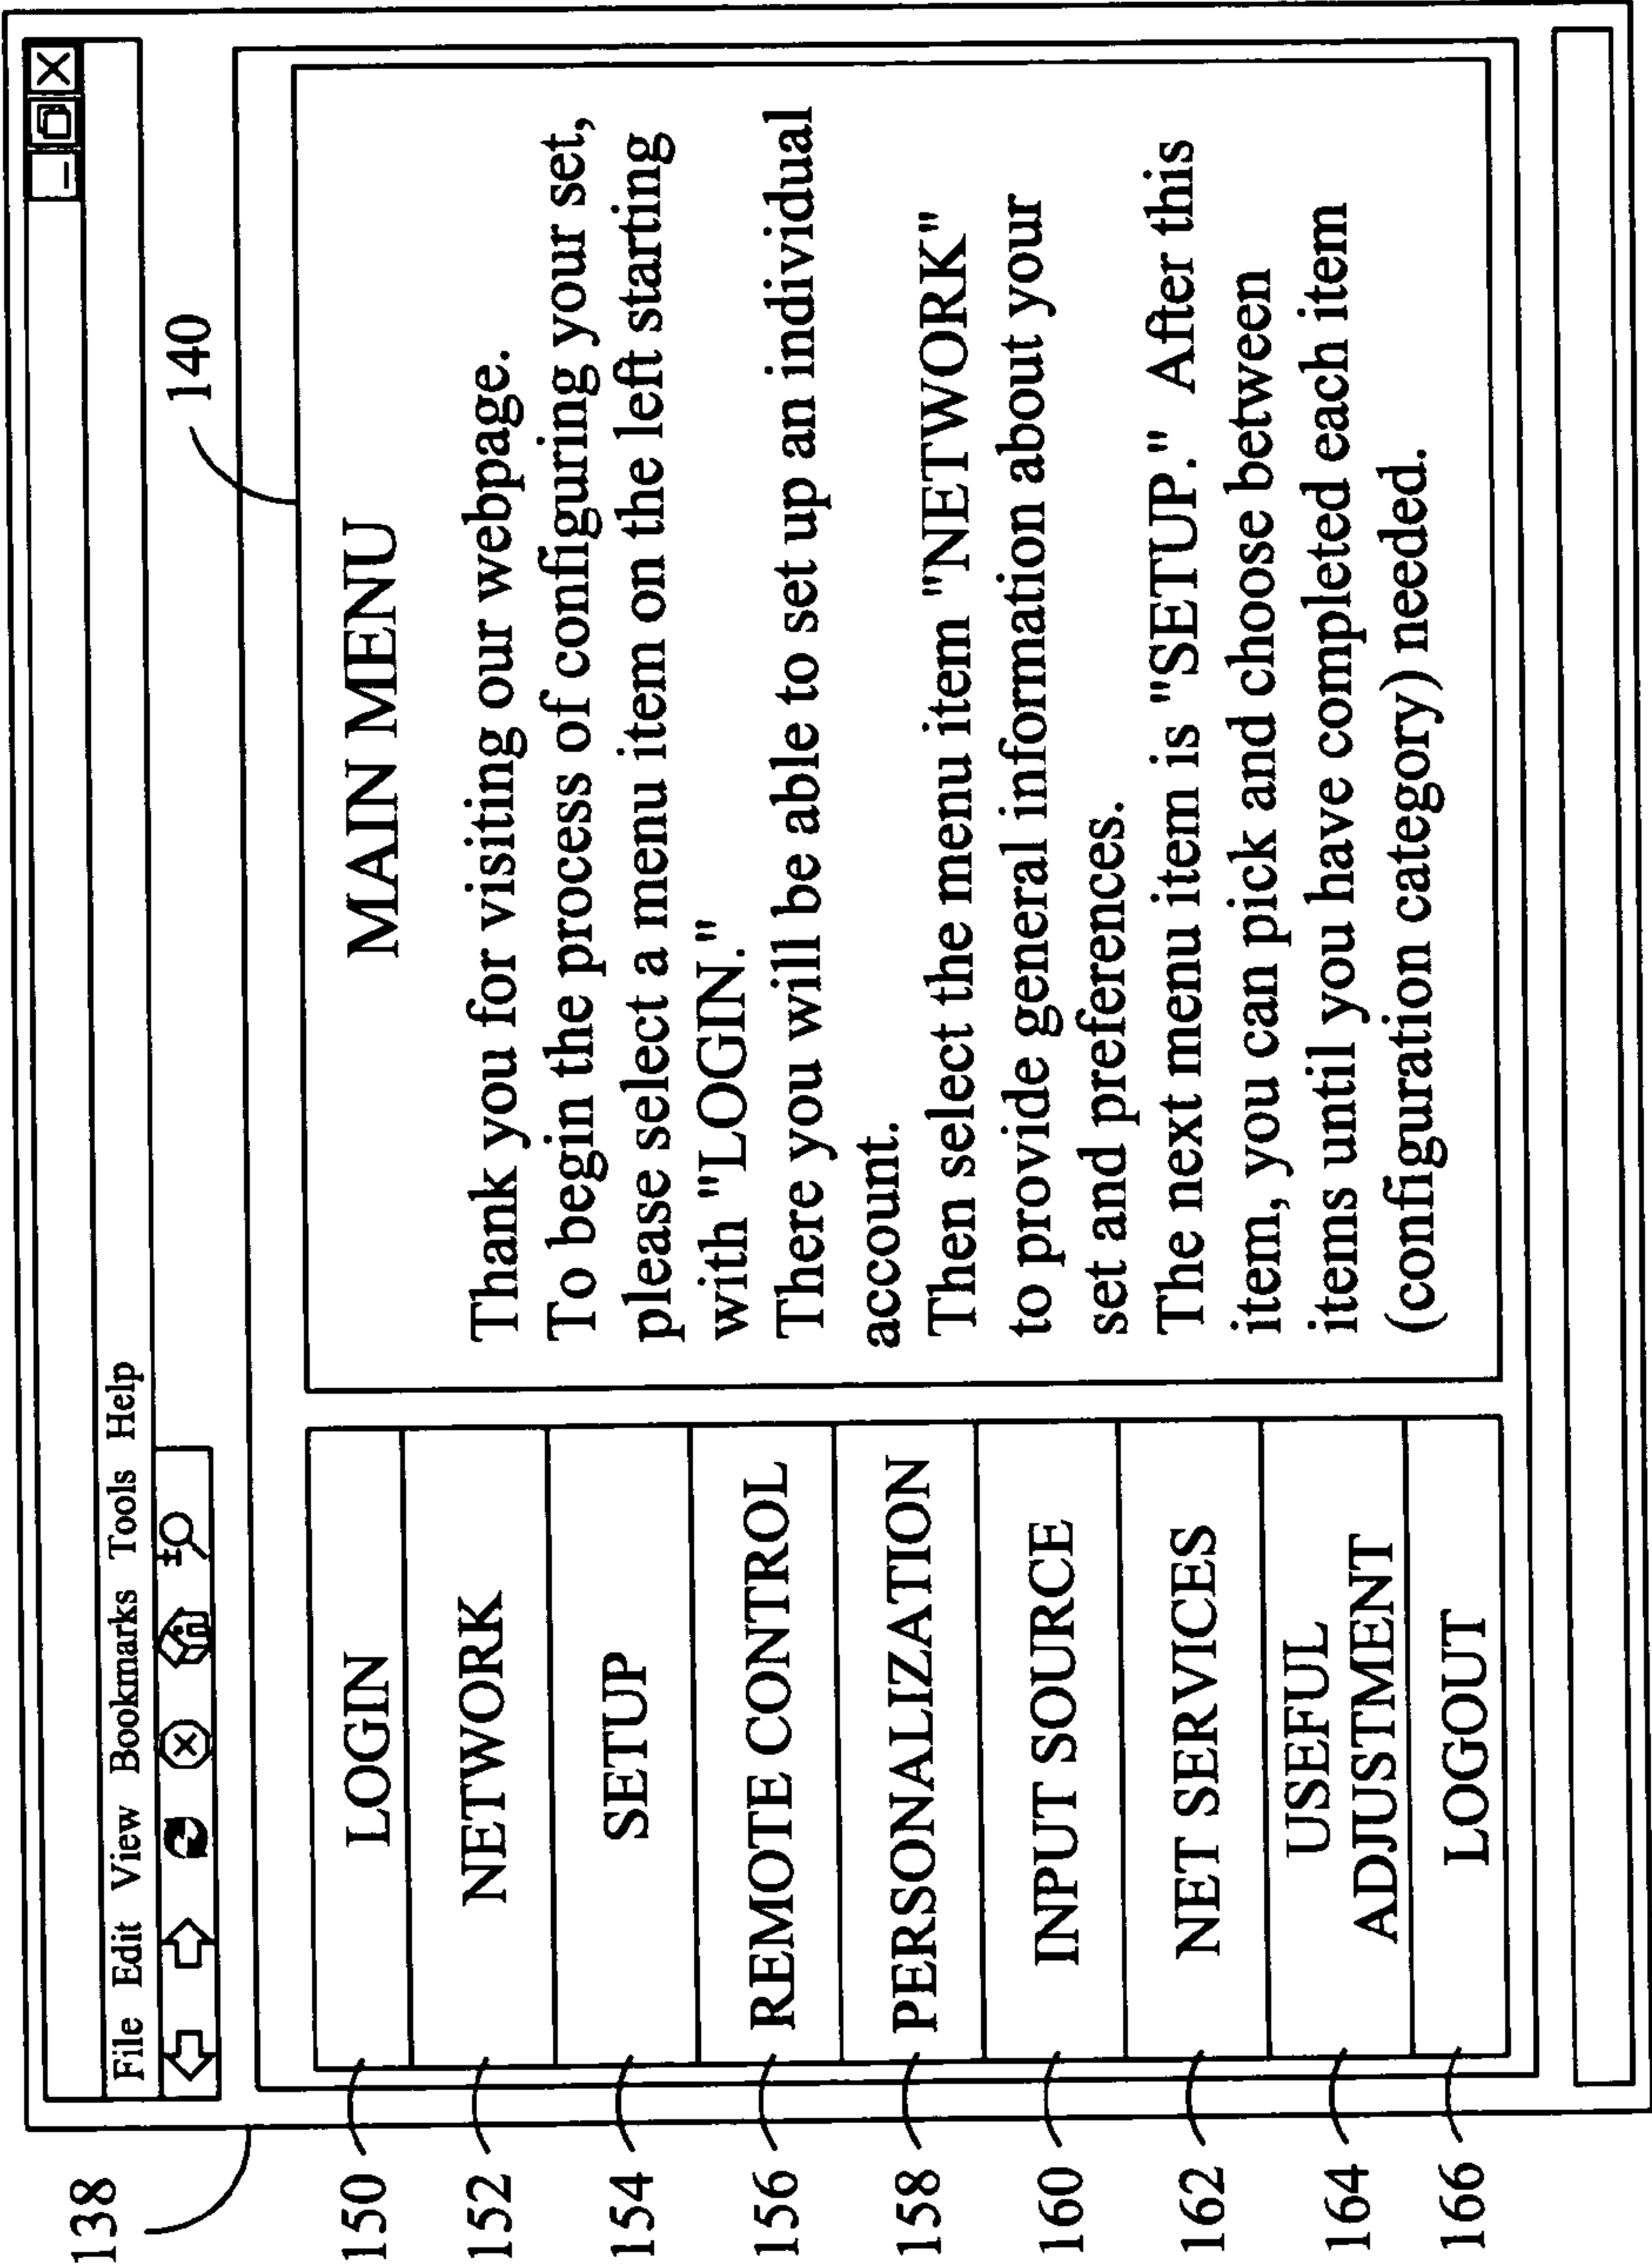 138
File Edit View Bookmarks Tools Help
140
150 LOGIN
152 NETWORK
154 SETUP
156 REMOTE CONTROL
158 PERSONALIZATION
160 INPUT SOURCE
162 NET SERVICES
164 USEFUL
ADJUSTMENT
166 LOGOUT
MAIN MENU
Thank you for visiting our webpage.
To begin the process of configuring your set,
please select a menu item on the left starting
with "LOGIN."
There you will be able to set up an individual
account.
Then select the menu item "NETWORK"
to provide general information about your
set and preferences.
The next menu item is "SETUP." After this
item, you can pick and choose between
items until you have completed each item
(configuration category) needed.